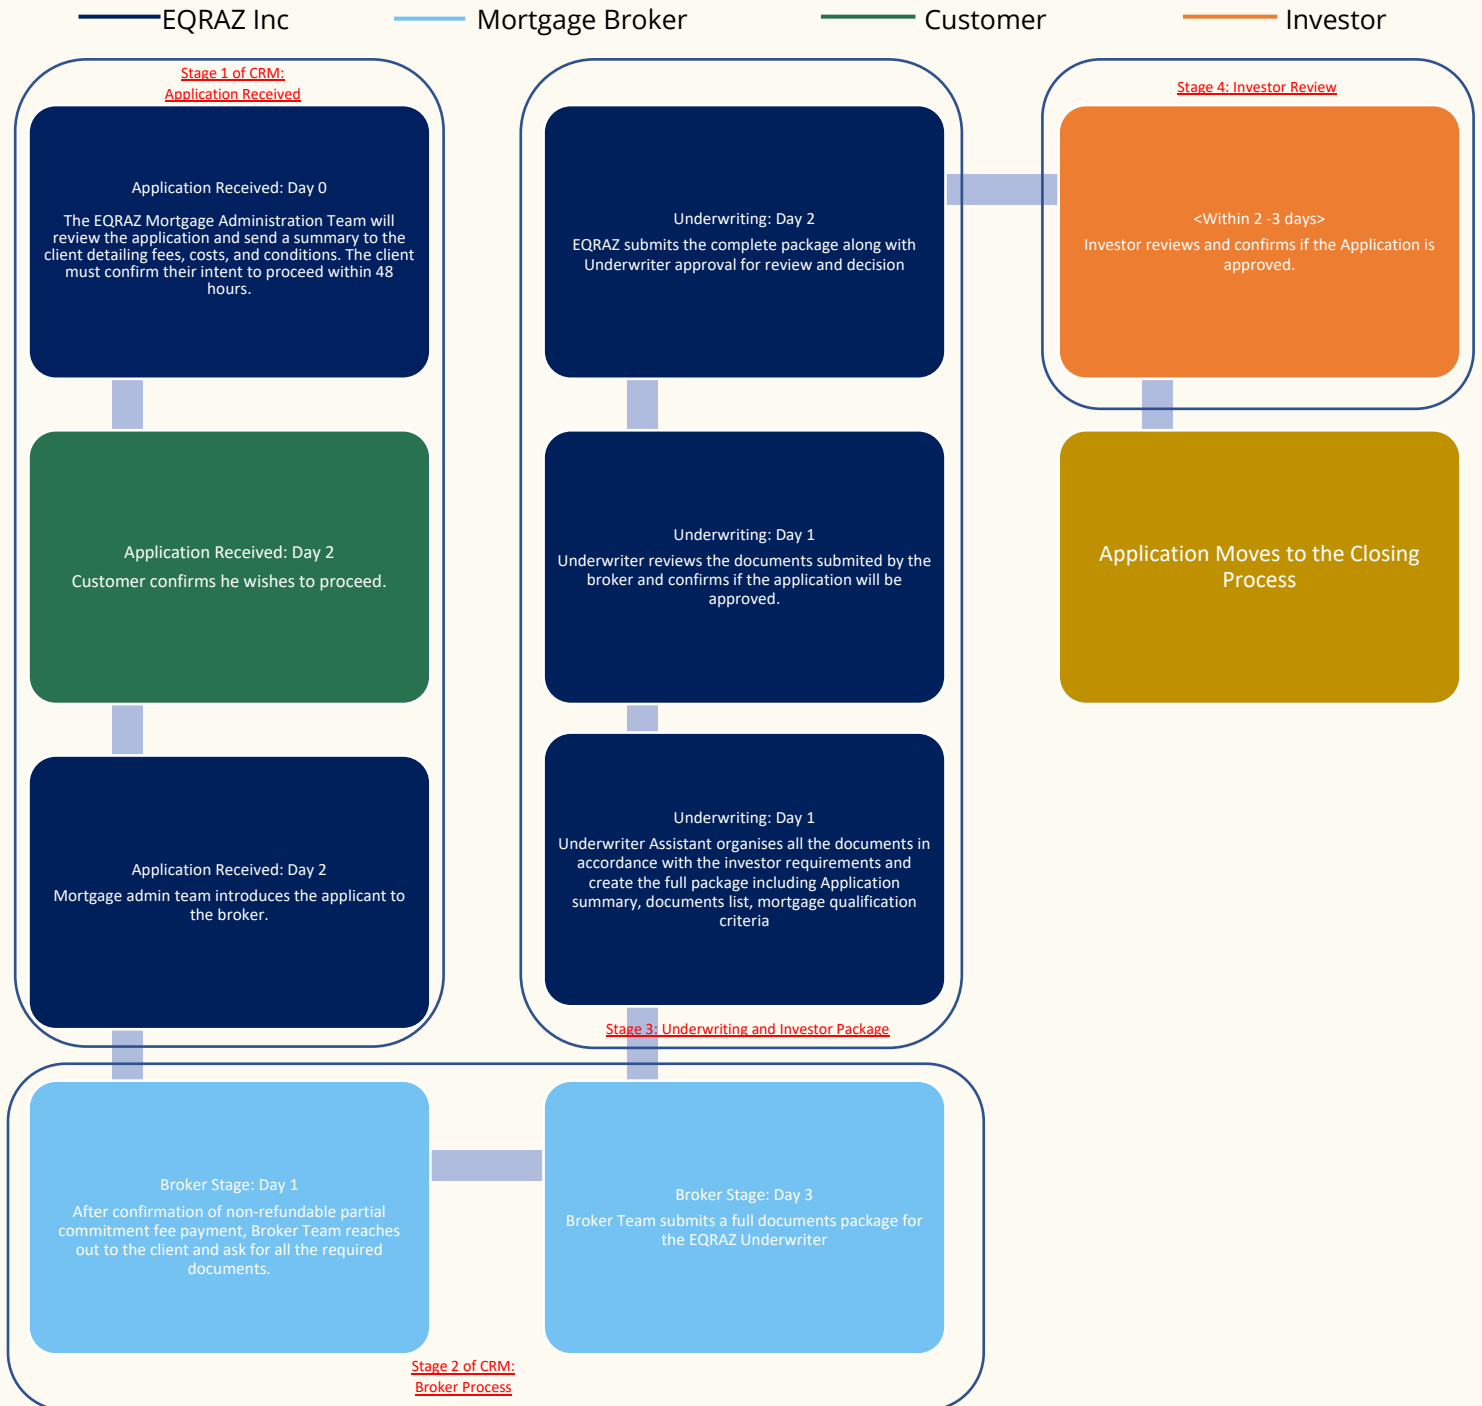 EQRAZ Inc
Mortgage Broker
Customer
Investor
Stage 1 of CRM:
Application Received
Application Received: Day 0
The EQRAZ Mortgage Administration Team will
review the application and send a summary to the
client detailing fees, costs, and conditions. The client
must confirm their intent to proceed within 48
hours.
Application Received: Day 2
Customer confirms he wishes to proceed.
Application Received: Day 2
Mortgage admin team introduces the applicant to
the broker.
Broker Stage: Day 1
After confirmation of non-refundable partial
commitment fee payment, Broker Team reaches
out to the client and ask for all the required
documents.
Stage 2 of CRM:
Broker Process
Broker Stage: Day 3
Broker Team submits a full documents package for
the EQRAZ Underwriter
Stage 3: Underwriting and Investor Package
Underwriting: Day 1
Underwriter Assistant organises all the documents in
accordance with the investor requirements and
create the full package including Application
summary, documents list, mortgage qualification
criteria
Underwriting: Day 1
Underwriter reviews the documents submited by the
broker and confirms if the application will be
approved.
Underwriting: Day 2
EQRAZ submits the complete package along with
Underwriter approval for review and decision
Stage 4: Investor Review
<Within 2 -3 days>
Investor reviews and confirms if the Application is
approved.
Application Moves to the Closing
Process